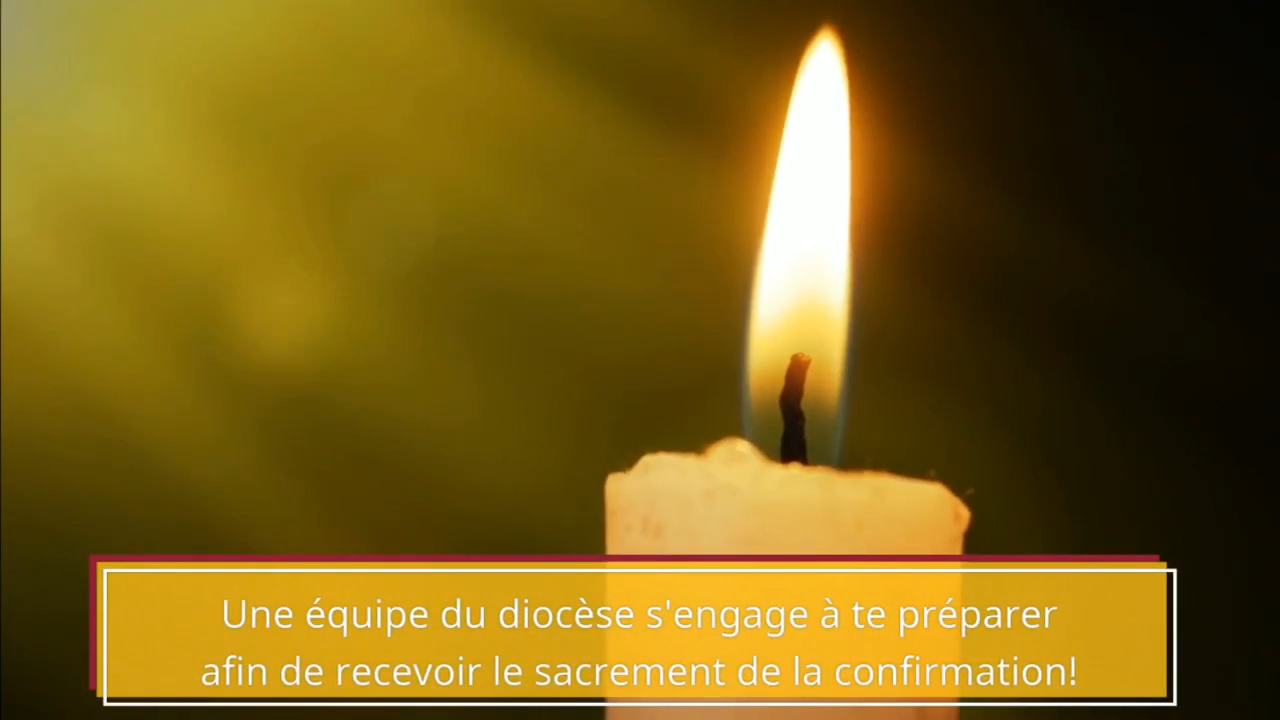 Une équipe du diocèse s'engage à te préparer
afin de recevoir le sacrement de la confirmation!